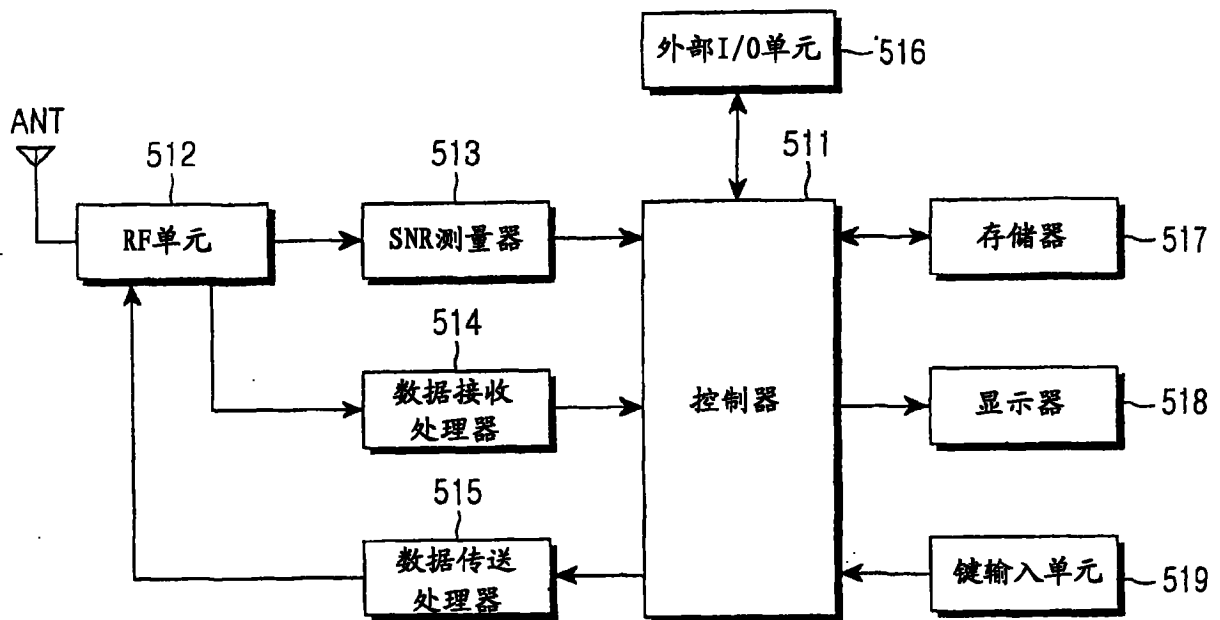 外部I/O单元
516
ANT
512
513
511
RF单元
SNR测量器
存储器
517
514
数据接收
处理器
控制器
显示器
518
515
数据传送
处理器
键输入单元
519